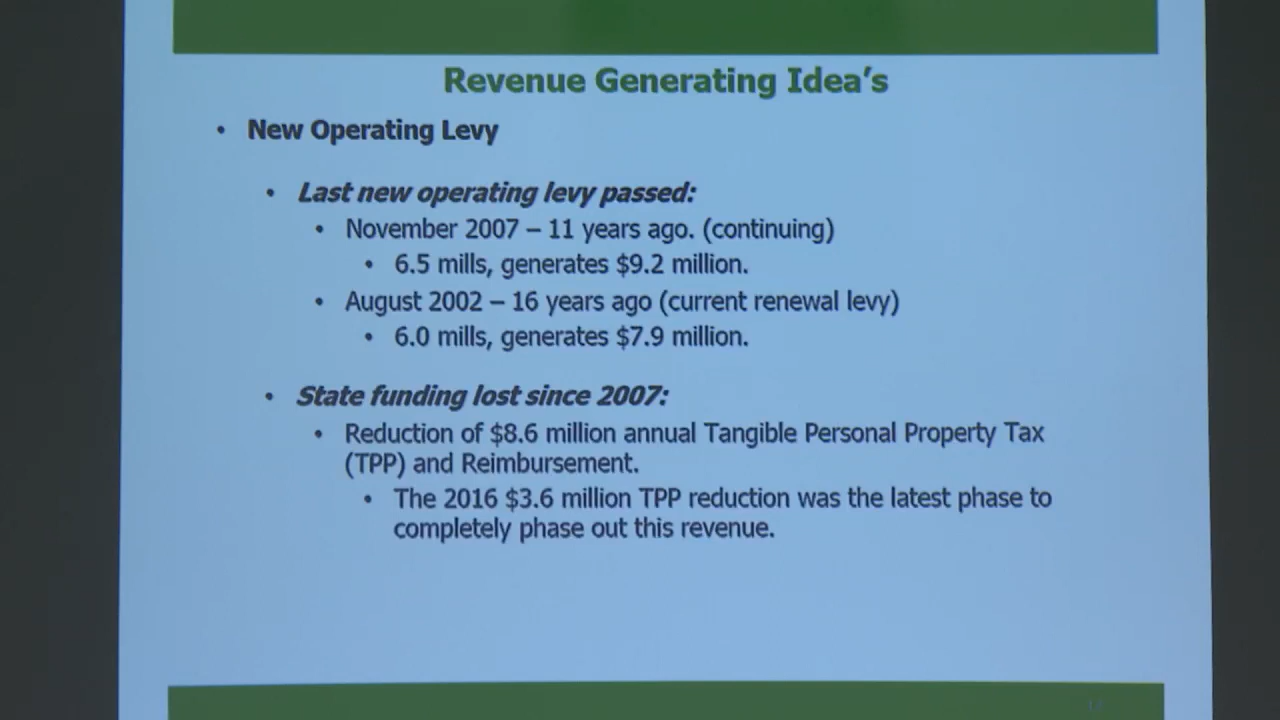 Revenue Generating Idea's
• New Operating Levy
• Last new operating levy passed:
• November 2007 – 11 years ago. (continuing)
• 6.5 mills, generates $9.2 million.
• August 2002 – 16 years ago (current renewal levy)
• 6.0 mills, generates $7.9 million.
• State funding lost since 2007:
• Reduction of $8.6 million annual Tangible Personal Property Tax
(TPP) and Reimbursement.
• The 2016 $3.6 million TPP reduction was the latest phase to
completely phase out this revenue.